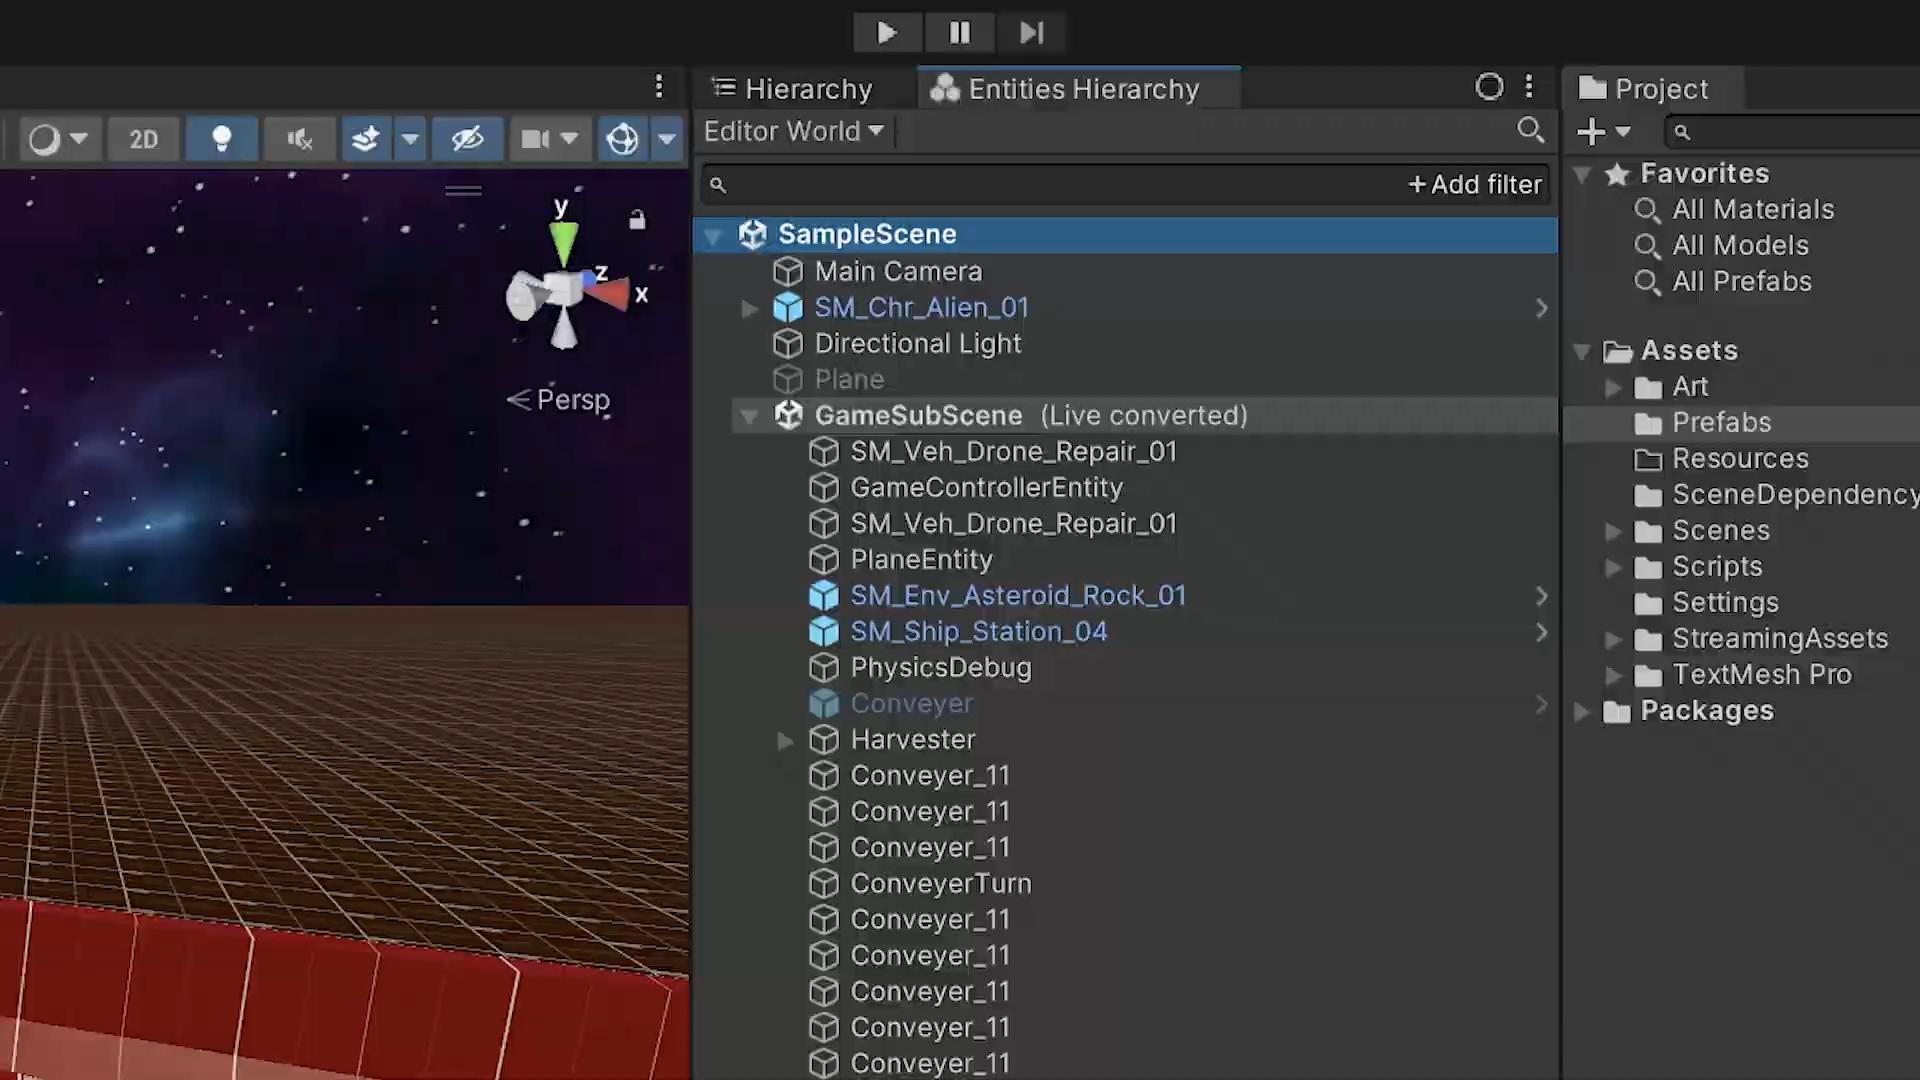 2D
y
z
x
Persp
Hierarchy
Entities Hierarchy
Editor World
+Add filter
SampleScene
Main Camera
SM_Chr_Alien_01
Directional Light
Plane
GameSubScene (Live converted)
SM_Veh_Drone_Repair_01
GameControllerEntity
SM_Veh_Drone_Repair_01
PlaneEntity
SM_Env_Asteroid_Rock_01
SM_Ship_Station_04
PhysicsDebug
Conveyer
Harvester
Conveyer_11
Conveyer_11
Conveyer_11
ConveyerTurn
Conveyer_11
Conveyer_11
Conveyer_11
Conveyer_11
Conveyer_11
Project
Favorites
All Materials
All Models
All Prefabs
Assets
Art
Prefabs
Resources
SceneDependency
Scenes
Scripts
Settings
StreamingAssets
TextMesh Pro
Packages